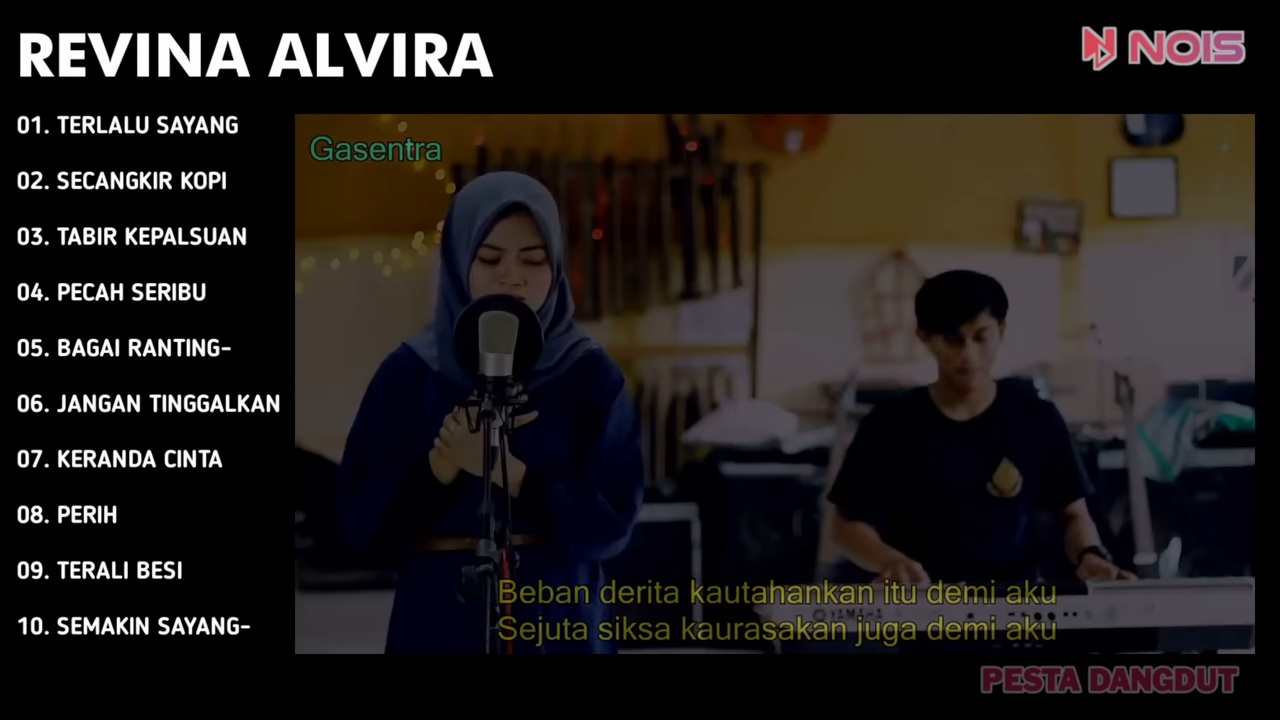 REVINA ALVIRA
NOIS
01. TERLALU SAYANG
02. SECANGKIR KOPI
03. TABIR KEPALSUAN
04. PECAH SERIBU
05. BAGAI RANTING-
06. JANGAN TINGGALKAN
07. KERANDA CINTA
08. PERIH
09. TERALI BESI
10. SEMAKIN SAYANG-
Gasentra
Beban derita kautahankan itu demi aku
YAMAHA
Sejuta siksa kaurasakan juga demi aku
PESTA DANGDUT